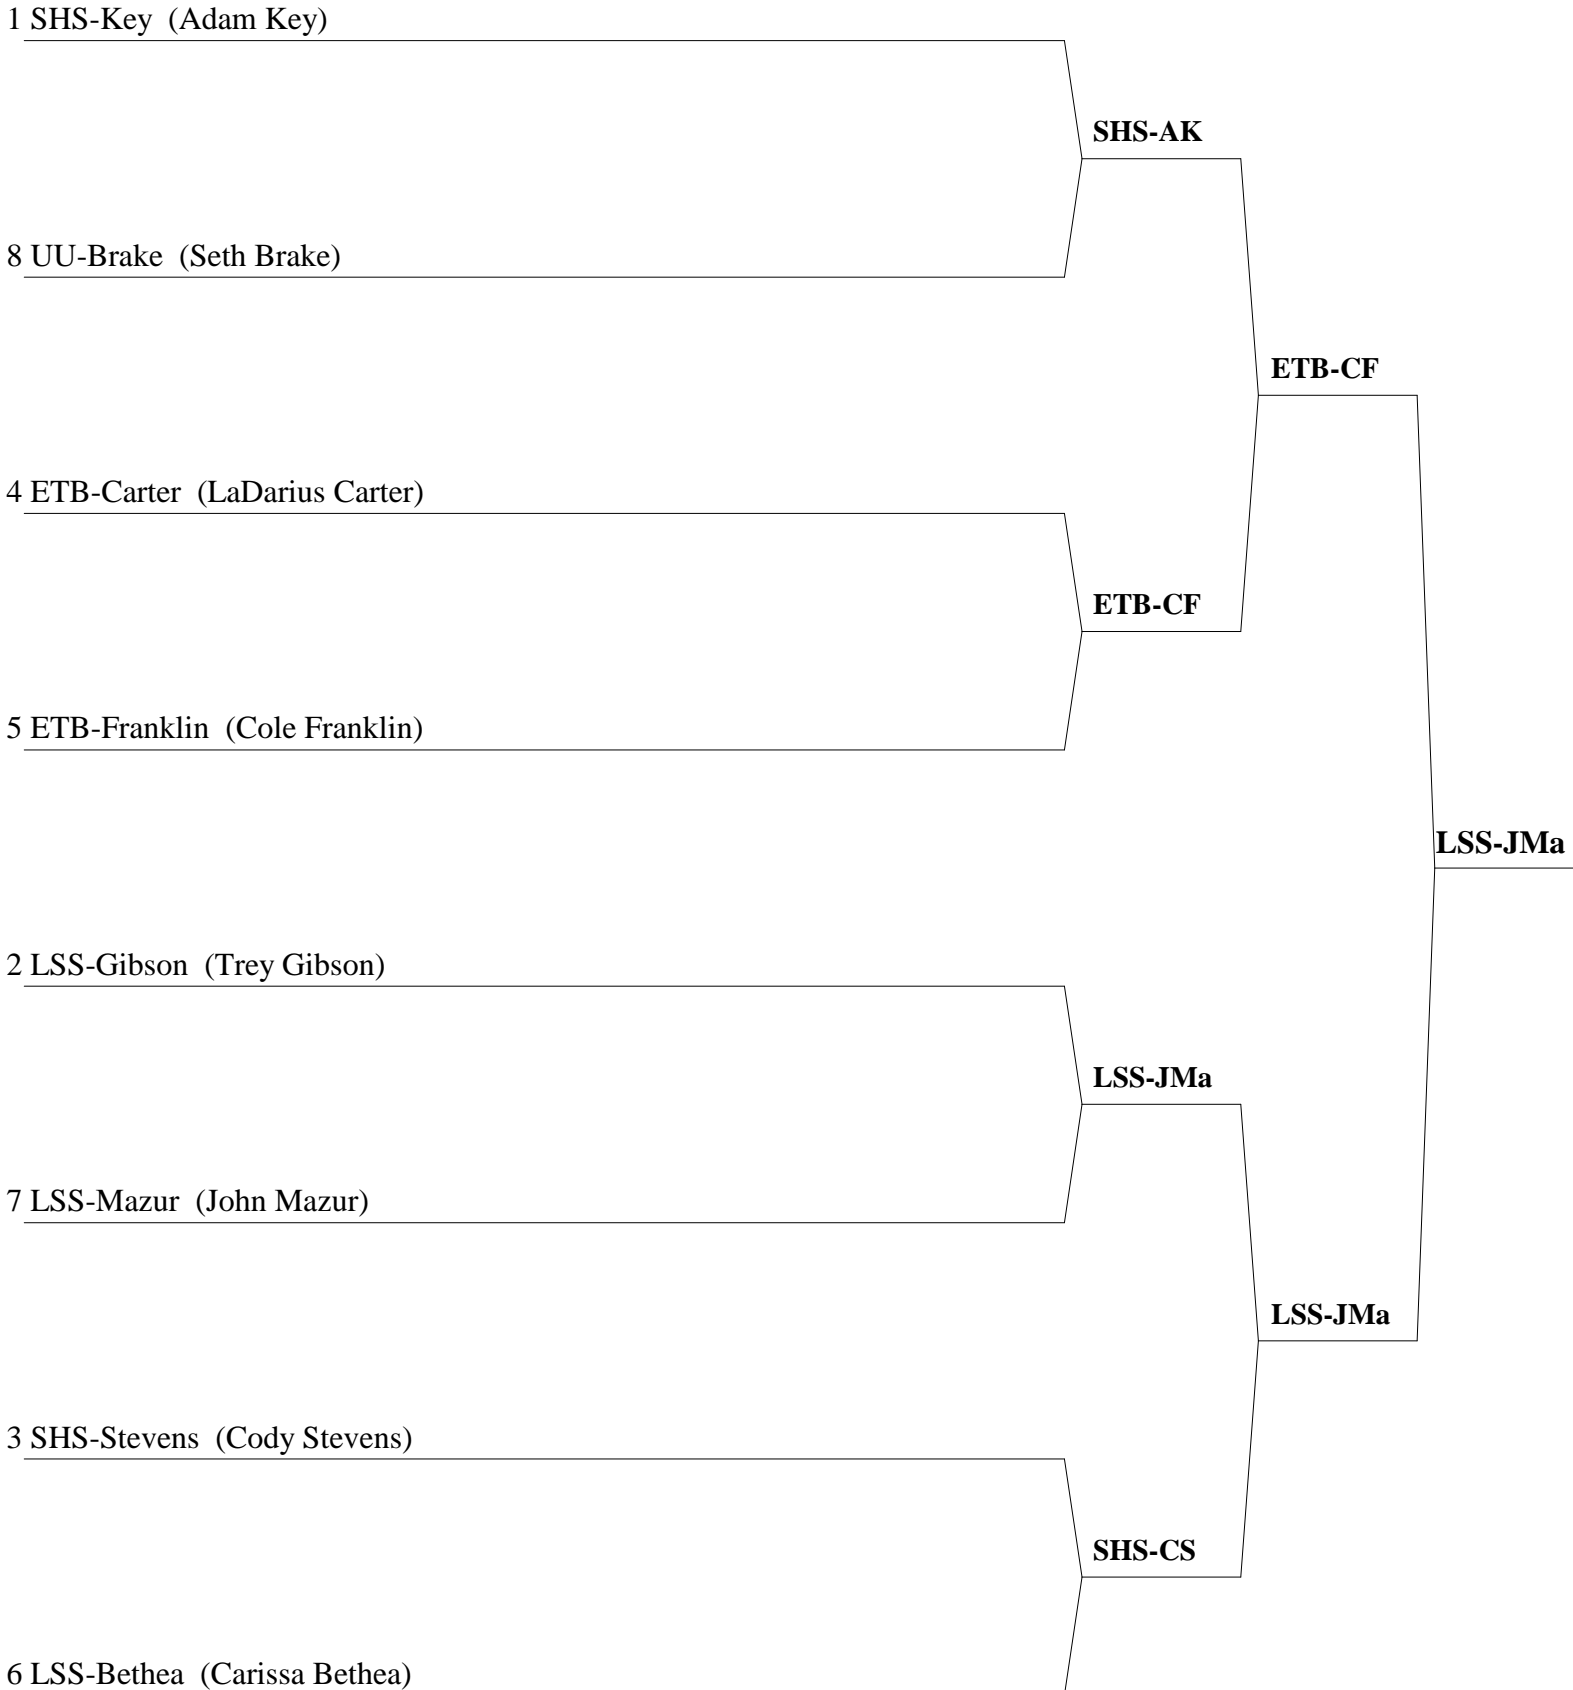 1 SHS-Key (Adam Key)
SHS-AK
8 UU-Brake (Seth Brake)
ETB-CF
4 ETB-Carter (LaDarius Carter)
ETB-CF
5 ETB-Franklin (Cole Franklin)
LSS-JMa
2 LSS-Gibson (Trey Gibson)
LSS-JMa
7 LSS-Mazur (John Mazur)
LSS-JMa
3 SHS-Stevens (Cody Stevens)
SHS-CS
6 LSS-Bethea (Carissa Bethea)